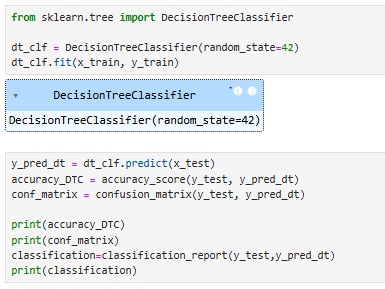 from sklearn.tree import DecisionTreeClassifier
dt_clf = DecisionTreeClassifier(random_state=42)
dt_clf.fit(x_train, y_train)
DecisionTreeClassifier
DecisionTreeClassifier(random_state=42)
y_pred_dt = dt_clf.predict(x_test)
accuracy_DTC = accuracy_score(y_test, y_pred_dt)
conf_matrix = confusion_matrix(y_test, y_pred_dt)
print(accuracy_DTC)
print(conf_matrix)
classification=classification_report(y_test,y_pred_dt)
print(classification)